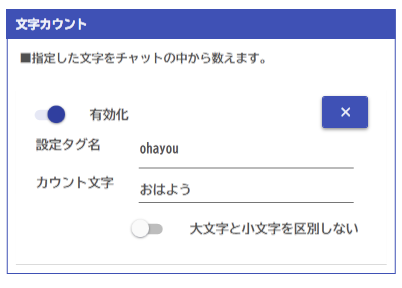 文字カウント
■指定した文字をチャットの中から数えます。
有効化
×
設定タグ名 ohayou
カウント文字 おはよう
大文字と小文字を区別しない